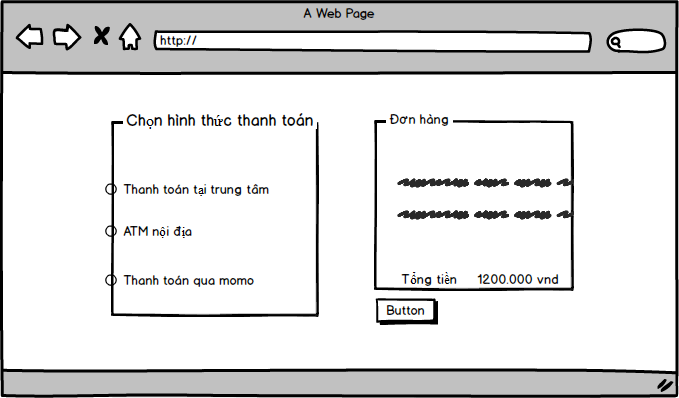 A Web Page
http://
Chọn hình thức thanh toán
Thanh toán tại trung tâm
ATM nội địa
Thanh toán qua momo
Đơn hàng
Tổng tiền 1200.000 vnd
Button